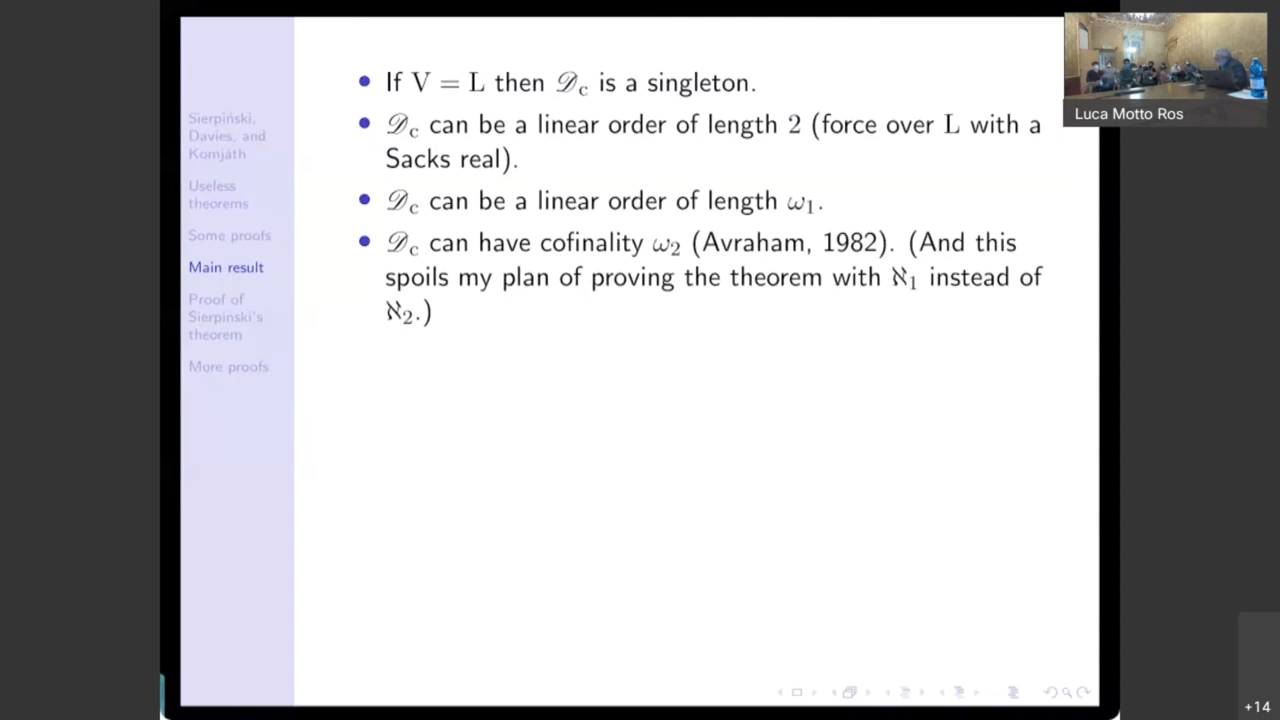 Sierpiński,
Davies, and
Komjáth
Useless
theorems
Some proofs
Main result
Proof of
Sierpinski's
theorem
More proofs
• If V = L then 𝒟c is a singleton.
• 𝒟c can be a linear order of length 2 (force over L with a
Sacks real).
• 𝒟c can be a linear order of length ω1.
• 𝒟c can have cofinality ω2 (Avraham, 1982). (And this
spoils my plan of proving the theorem with ℵ1 instead of
ℵ2.)
Luca Motto Ros
+14